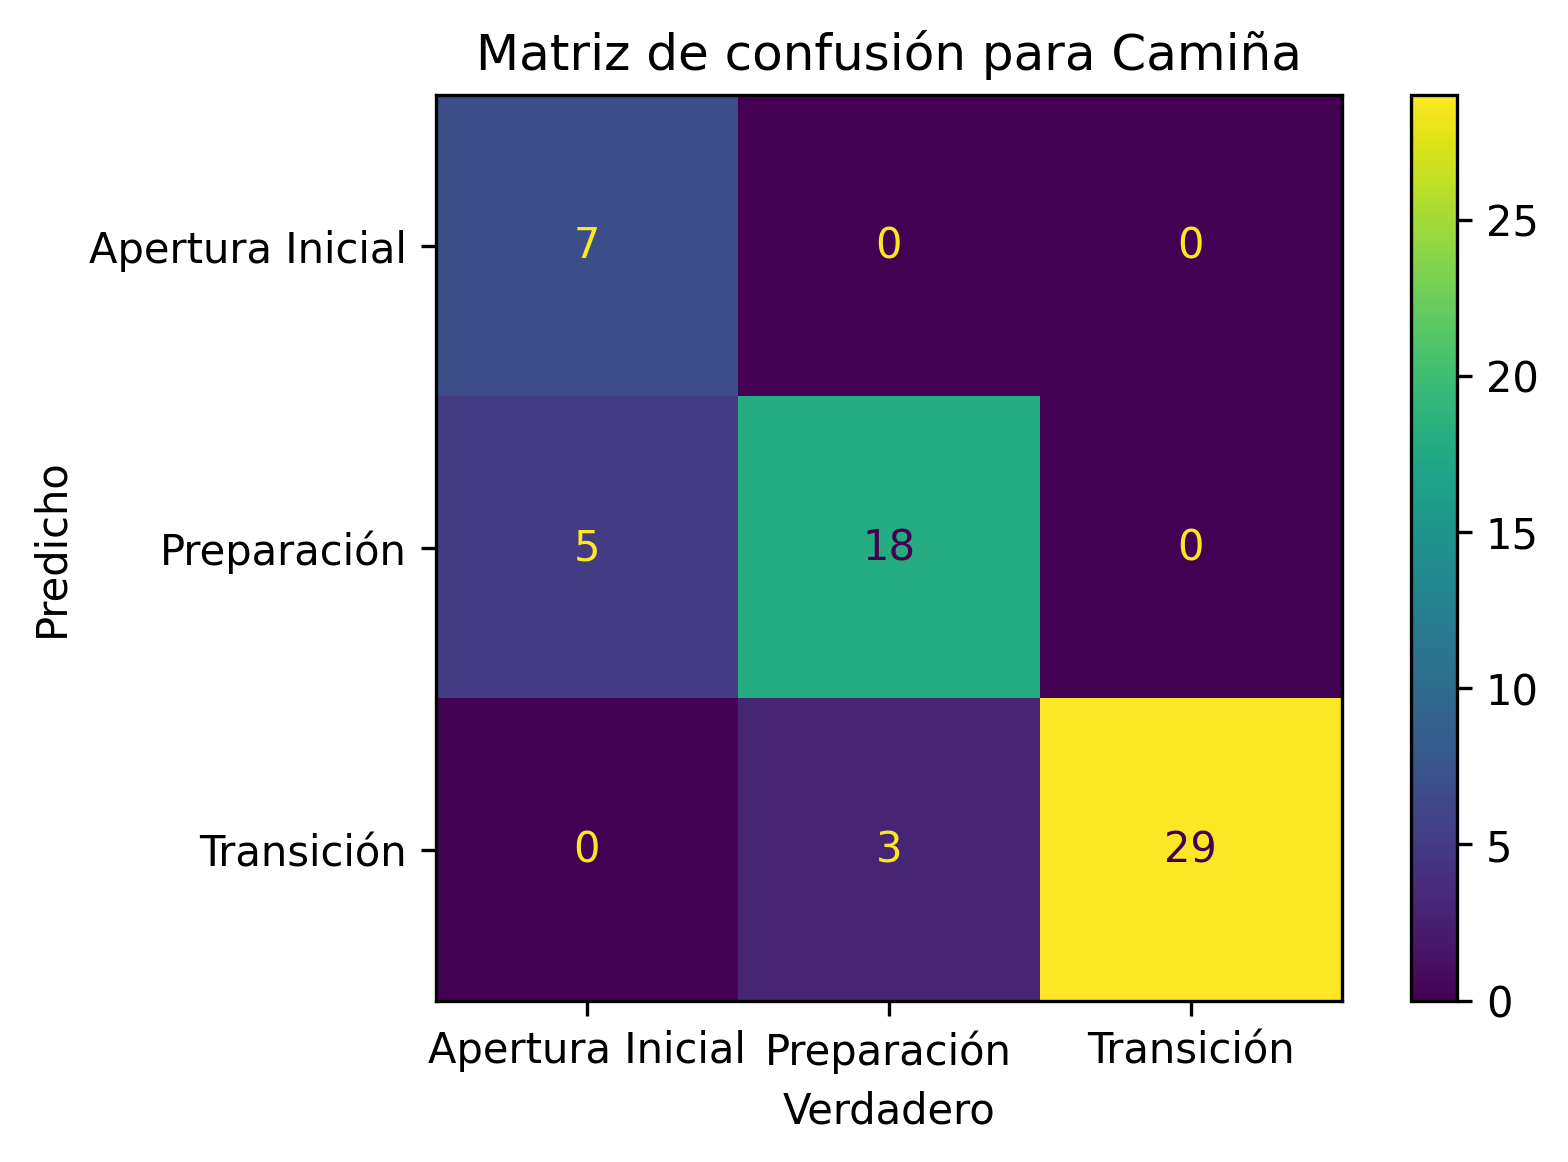 Matriz de confusión para Camiña
Apertura Inicial
7
0
0
Preparación
5
18
0
Transición
0
3
29
Predicho
Apertura Inicial
Preparación
Transición
Verdadero
25
20
15
10
5
0